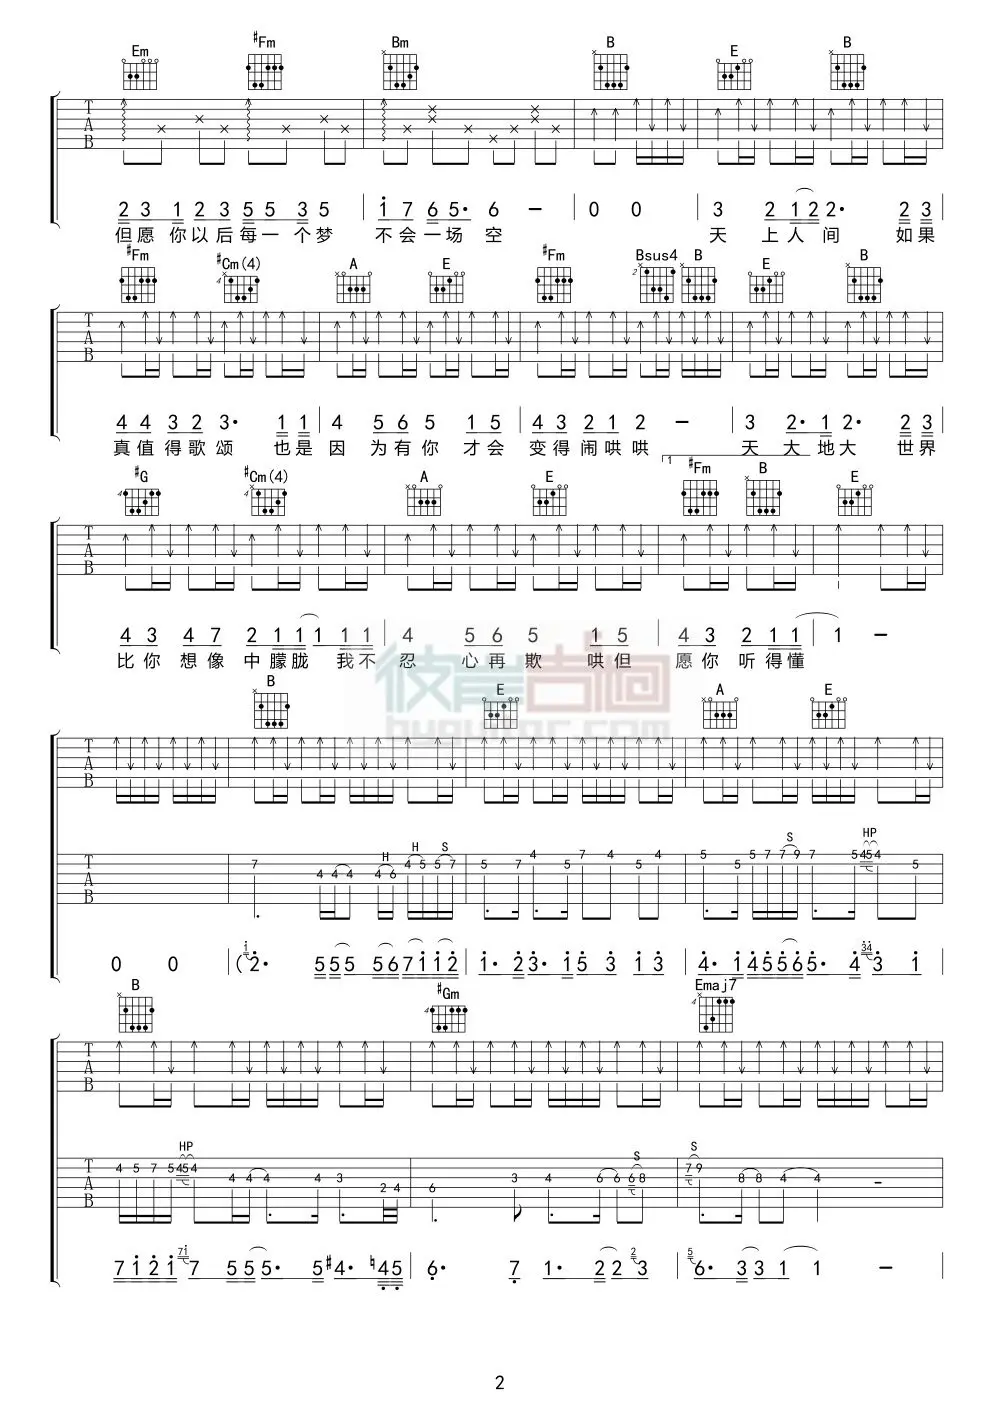 Em #Fm Bm B E B
2 3 1 2 3 5 5 3 5 1 7 6 5· 6 － 0 0 3 2 1 2 2· 2 3
但愿你以后每一个梦 不会一场空 天上人间 如果
#Fm #Cm(4) A E #Fm Bsus4 B E B
4 4 3 2 3· 1 1 4 5 6 5 1 5 4 3 2 1 2 － 3 2· 1 2· 2 3
真值得歌颂 也是因为有你才会变得闹哄哄 天大地大 世界
1
#G #Cm(4) A E #Fm B E
4 3 4 7 2 1 1 1 1 1 4 5 6 5 1 5 4 3 2 1 1 1 －
比你想像中朦胧 我不忍心再欺哄但愿你听得懂
彼岸吉他
byguitar.com
B E A E
H H S S HP
7 4 4 4 4 6 4 5 5 7 5 7 4 5 7 4 5 4 5 5 5 7 7 9 7 5 4 5 4 5
0 0 (2· 5 5 5 5 6 7 1 1 2 1· 2 3· 1 5 3 1 3 4· 1 4 5 5 6 5· 4 3 1
B #Gm Emaj7
HP S S
4 5 7 5 4 5 4 4 4 4 4 3 2 4 6 3 4 6 6 6 8 7 9 8 8 4 4 －
7 1 2 1 7 5 5 5· 5 #4· ♮4 5 6· 7 1· 2 2 3 6· 3 3 1 1 －
2